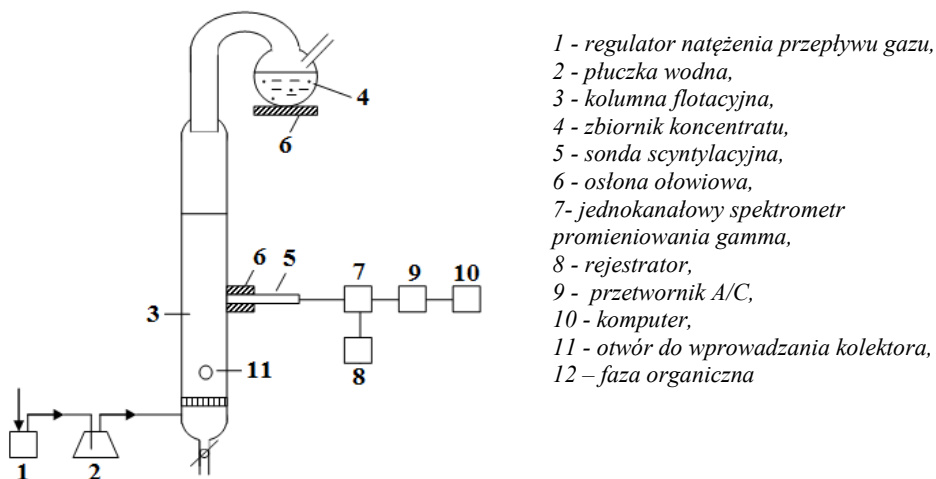 4
6
6
5
7
9
10
3
11
8
1
2
1 - regulator natężenia przepływu gazu,
2 - płuczka wodna,
3 - kolumna flotacyjna,
4 - zbiornik koncentratu,
5 - sonda scyntylacyjna,
6 - osłona ołowiowa,
7- jednokanałowy spektrometr
promieniowania gamma,
8 - rejestrator,
9 - przetwornik A/C,
10 - komputer,
11 - otwór do wprowadzania kolektora,
12 – faza organiczna